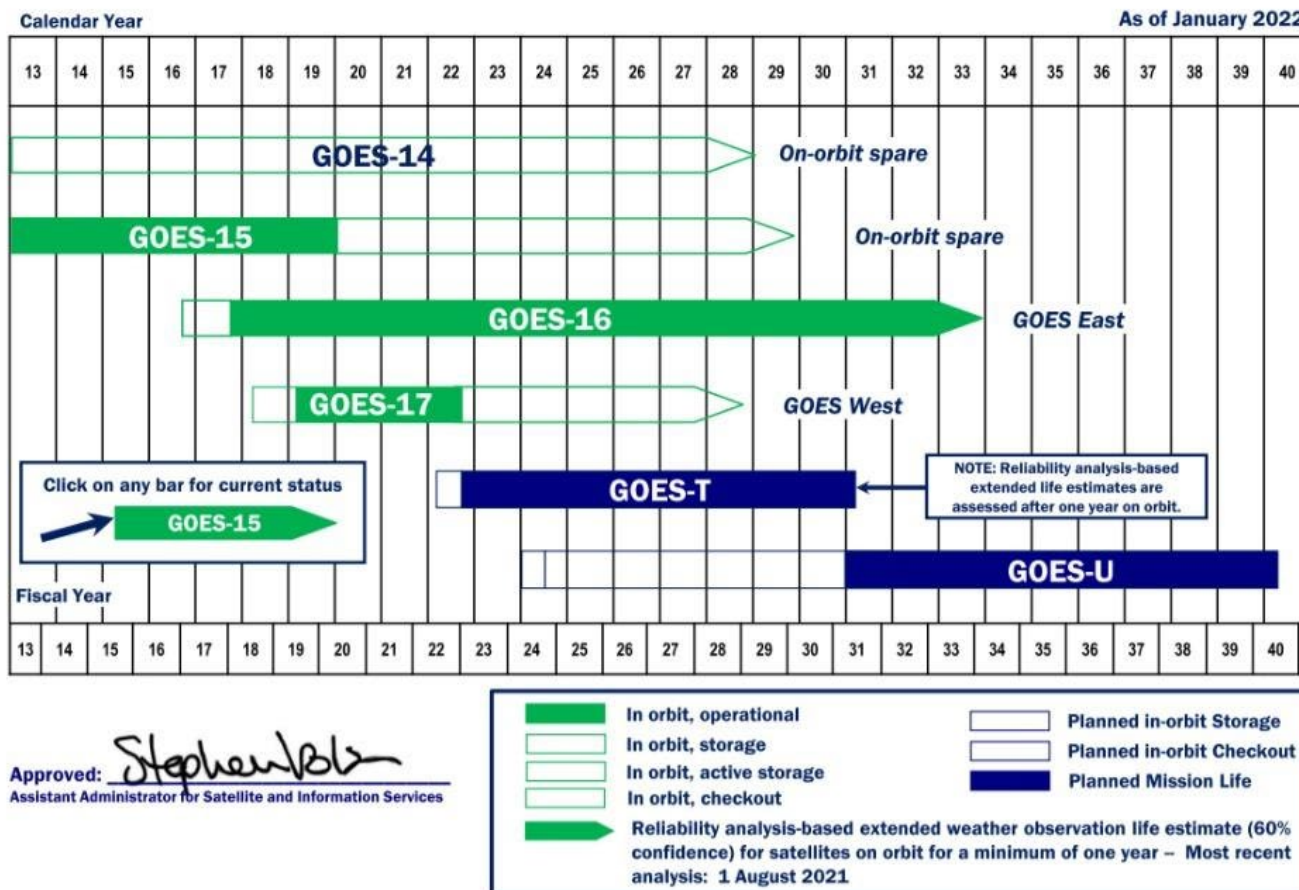 Calendar Year
As of January 2022
13 14 15 16 17 18 19 20 21 22 23 24 25 26 27 28 29 30 31 32 33 34 35 36 37 38 39 40
GOES-14
On-orbit spare
GOES-15
On-orbit spare
GOES-16
GOES East
GOES-17
GOES West
Click on any bar for current status
GOES-15
GOES-T
NOTE: Reliability analysis-based
extended life estimates are
assessed after one year on orbit.
GOES-U
Fiscal Year
13 14 15 16 17 18 19 20 21 22 23 24 25 26 27 28 29 30 31 32 33 34 35 36 37 38 39 40
Approved:
Assistant Administrator for Satellite and Information Services
In orbit, operational
In orbit, storage
In orbit, active storage
In orbit, checkout
Planned in-orbit Storage
Planned in-orbit Checkout
Planned Mission Life
Reliability analysis-based extended weather observation life estimate (60%
confidence) for satellites on orbit for a minimum of one year – Most recent
analysis: 1 August 2021